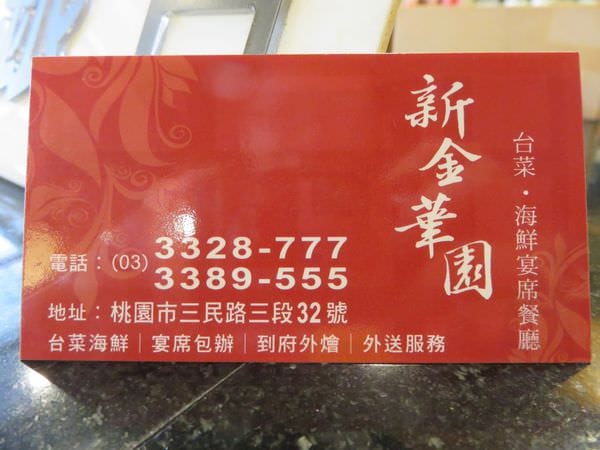 新金華園
台菜·海鮮宴席餐廳
電話：(03) 3328-777
3389-555
地址：桃園市三民路三段32號
台菜海鮮｜宴席包辦｜到府外燴｜外送服務